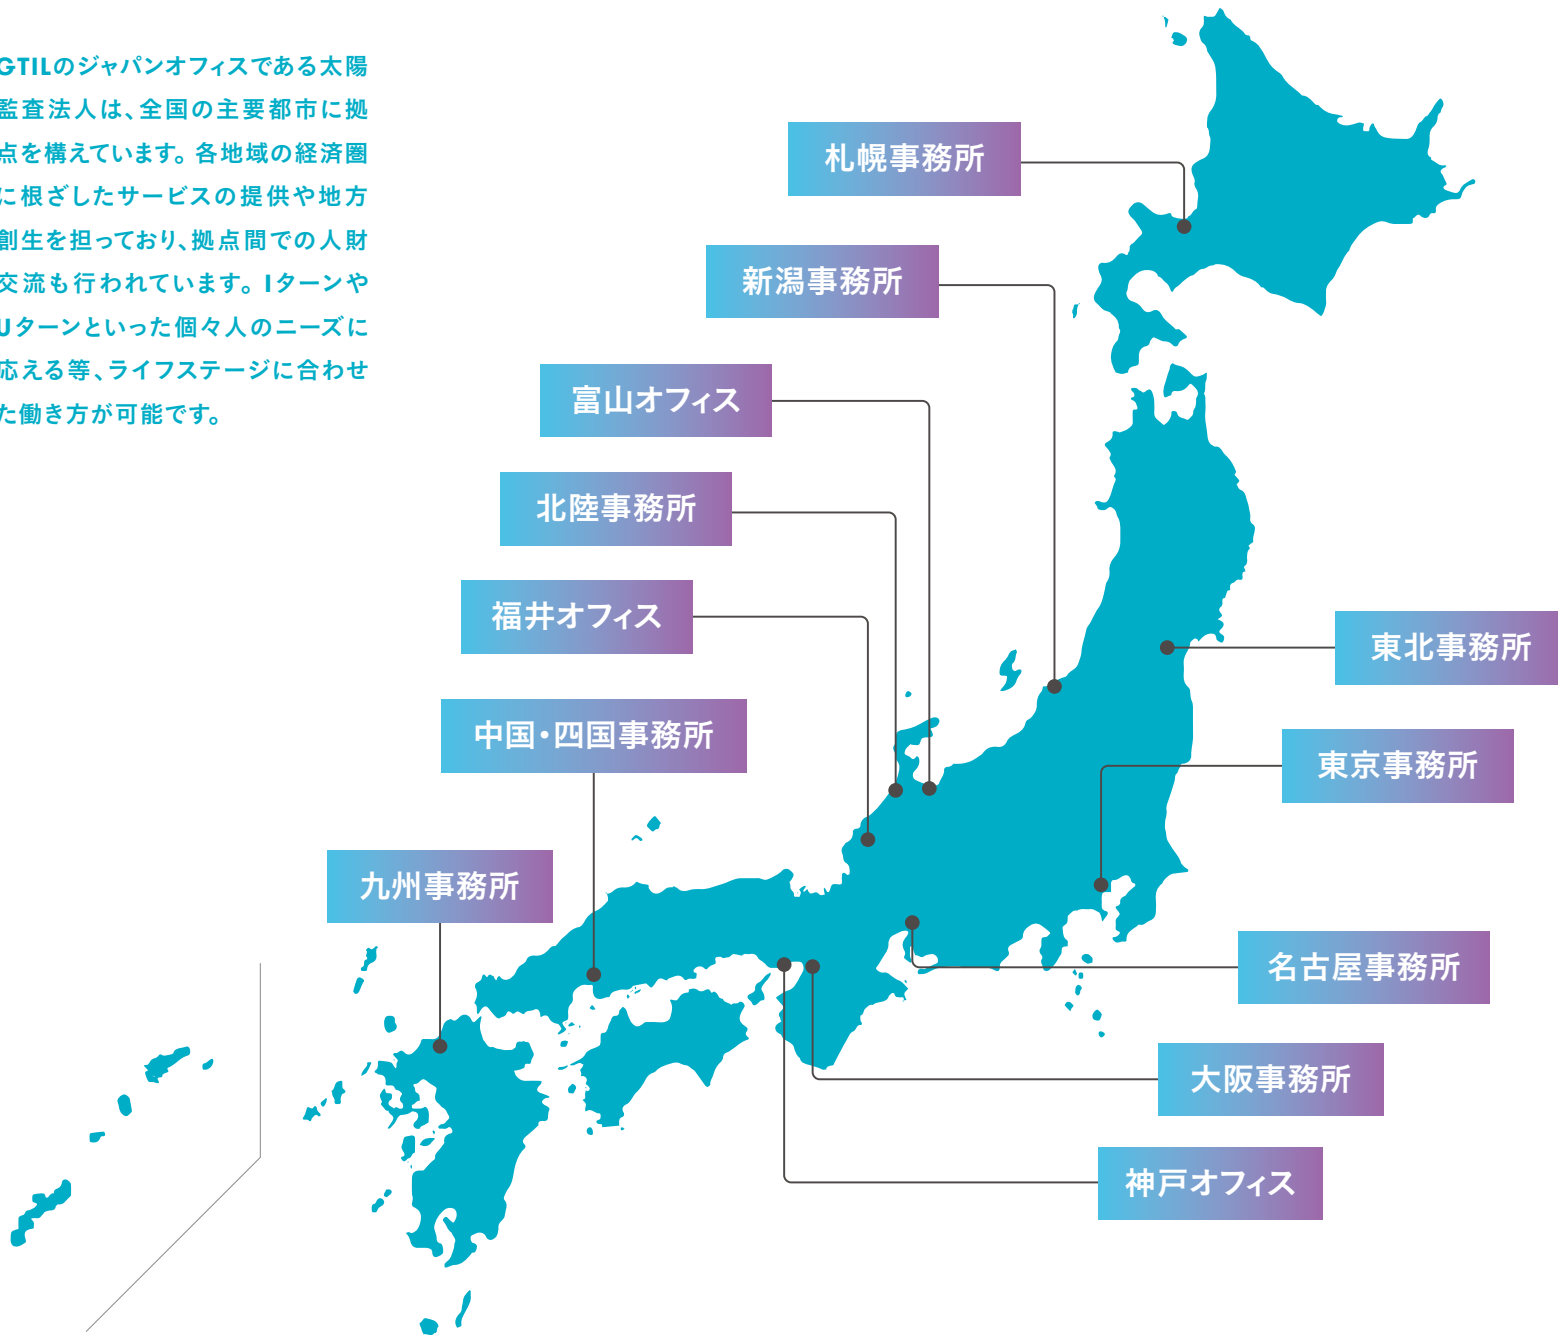 GTILのジャパンオフィスである太陽
監査法人は、全国の主要都市に拠
点を構えています。各地域の経済圏
に根ざしたサービスの提供や地方
創生を担っており、拠点間での人財
交流も行われています。Iターンや
Uターンといった個々人のニーズに
応える等、ライフステージに合わせ
た働き方が可能です。
札幌事務所
新潟事務所
富山オフィス
北陸事務所
福井オフィス
東北事務所
中国・四国事務所
東京事務所
九州事務所
名古屋事務所
大阪事務所
神戸オフィス